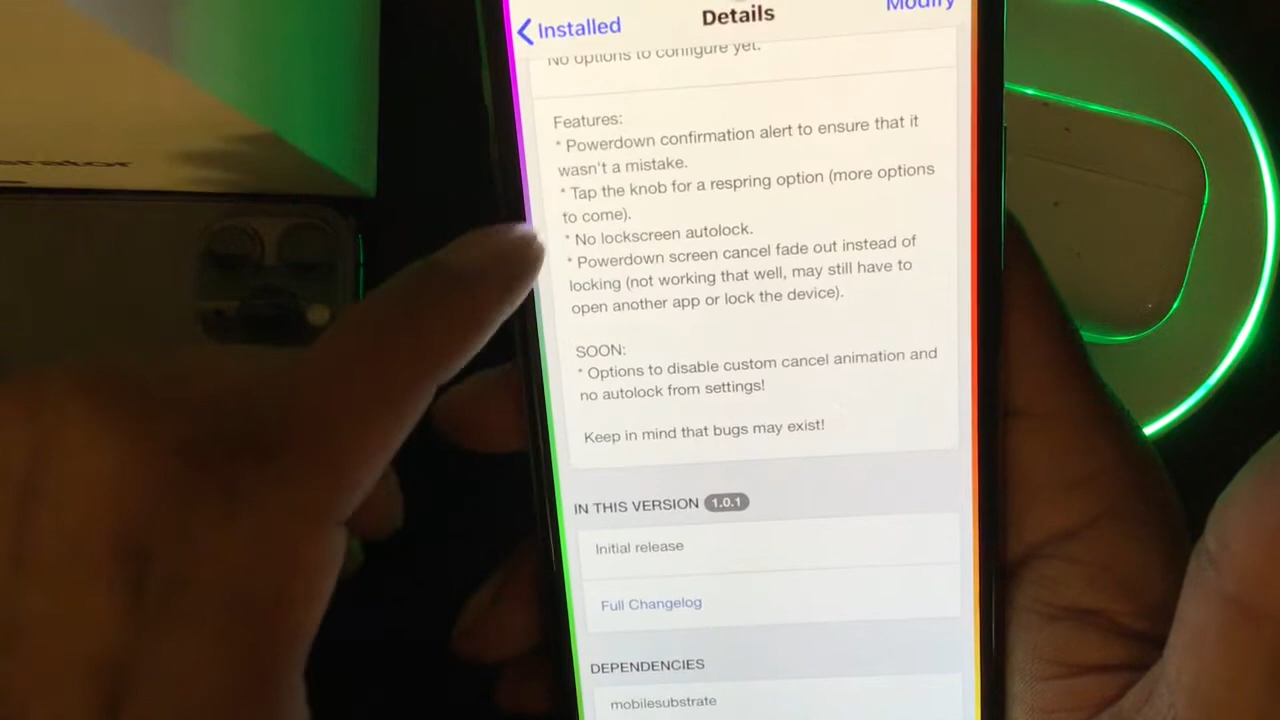 Installed
Details
Modify
No options to configure yet.
Features:
* Powerdown confirmation alert to ensure that it
wasn't a mistake.
* Tap the knob for a respring option (more options
to come).
* No lockscreen autolock.
* Powerdown screen cancel fade out instead of
locking (not working that well, may still have to
open another app or lock the device).
SOON:
* Options to disable custom cancel animation and
no autolock from settings!
Keep in mind that bugs may exist!
IN THIS VERSION 1.0.1
Initial release
Full Changelog
DEPENDENCIES
mobilesubstrate